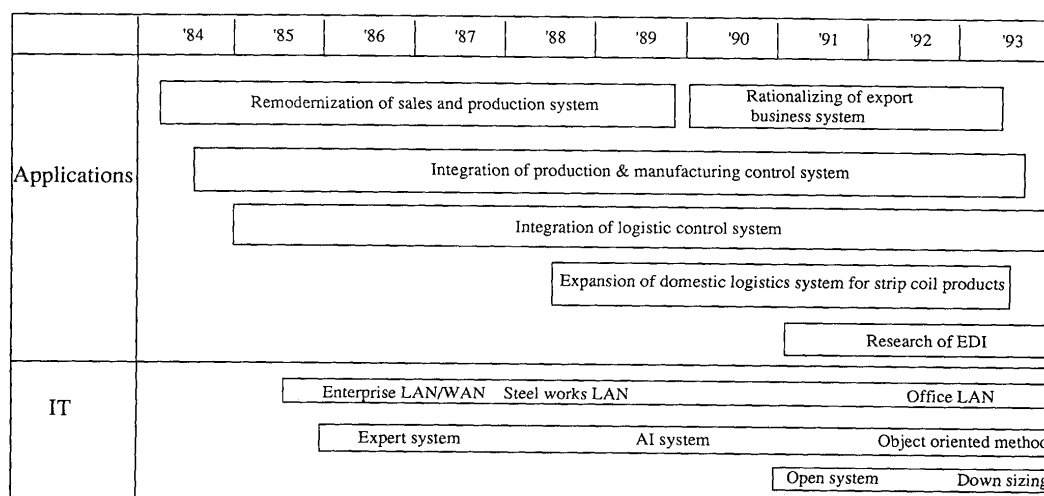 '84 '85 '86 '87 '88 '89 '90 '91 '92 '93
Remodernization of sales and production system
Rationalizing of export
business system
Applications
Integration of production & manufacturing control system
Integration of logistic control system
Expansion of domestic logistics system for strip coil products
Research of EDI
IT
Enterprise LAN/WAN Steel works LAN Office LAN
Expert system AI system Object oriented method
Open system Down sizing